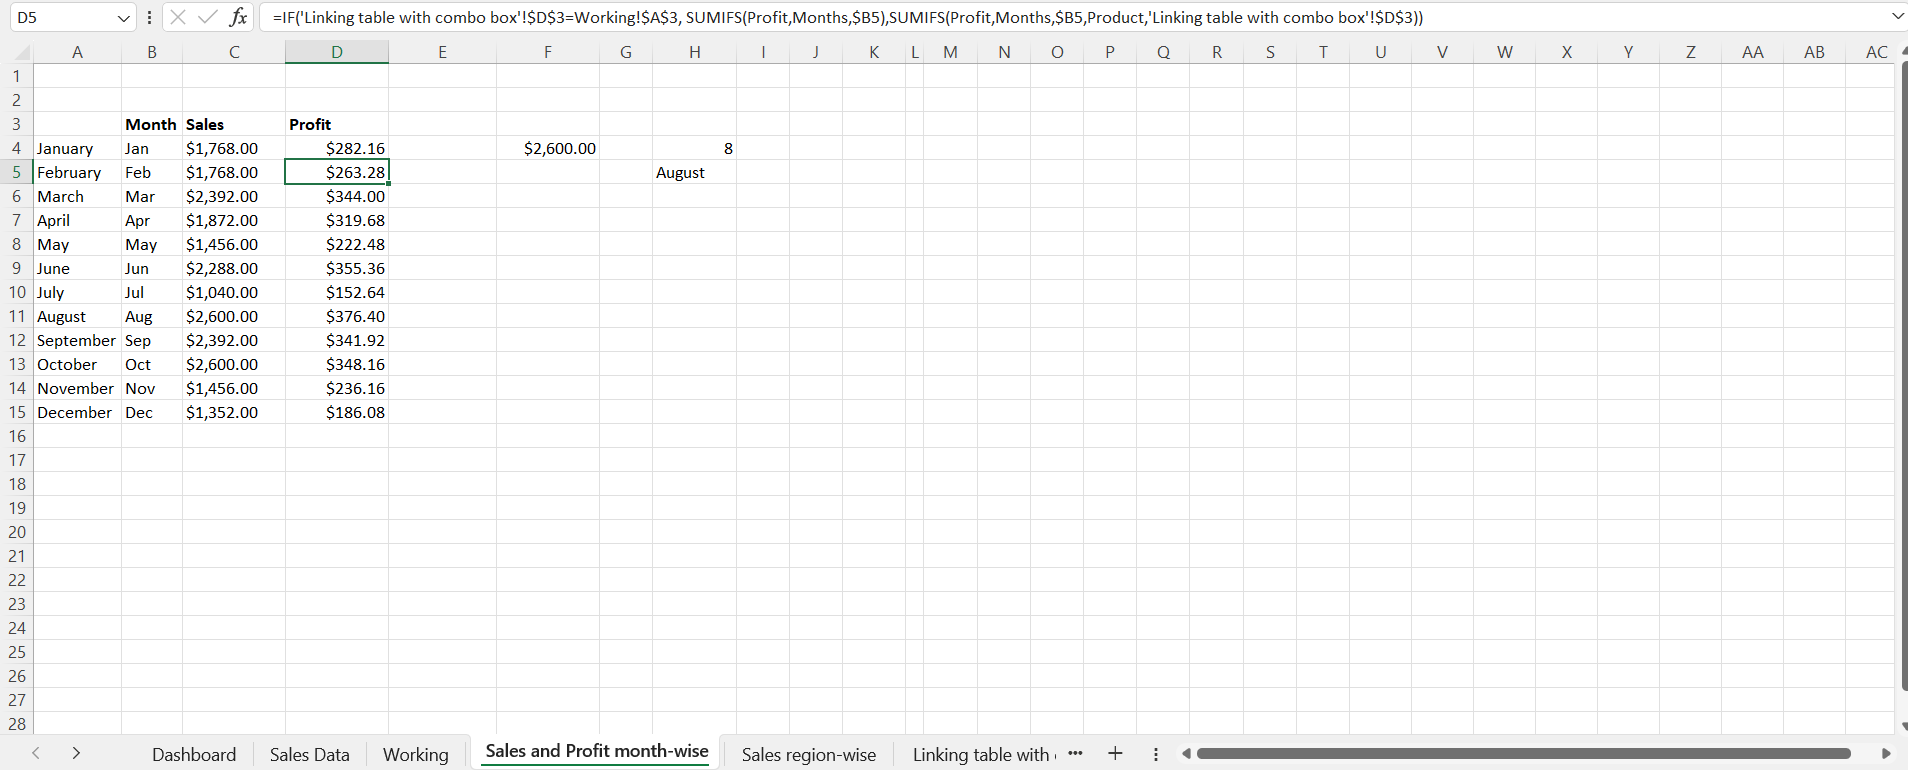 D5 fx =IF('Linking table with combo box'!$D$3=Working!$A$3, SUMIFS(Profit,Months,$B5),SUMIFS(Profit,Months,$B5,Product,'Linking table with combo box'!$D$3))
A B C D E F G H I J K L M N O P Q R S T U V W X Y Z AA AB AC
1
2
3 Month Sales Profit
4 January Jan $1,768.00 $282.16 $2,600.00 8
5 February Feb $1,768.00 $263.28 August
6 March Mar $2,392.00 $344.00
7 April Apr $1,872.00 $319.68
8 May May $1,456.00 $222.48
9 June Jun $2,288.00 $355.36
10 July Jul $1,040.00 $152.64
11 August Aug $2,600.00 $376.40
12 September Sep $2,392.00 $341.92
13 October Oct $2,600.00 $348.16
14 November Nov $1,456.00 $236.16
15 December Dec $1,352.00 $186.08
16
17
18
19
20
21
22
23
24
25
26
27
28
Dashboard Sales Data Working Sales and Profit month-wise Sales region-wise Linking table with